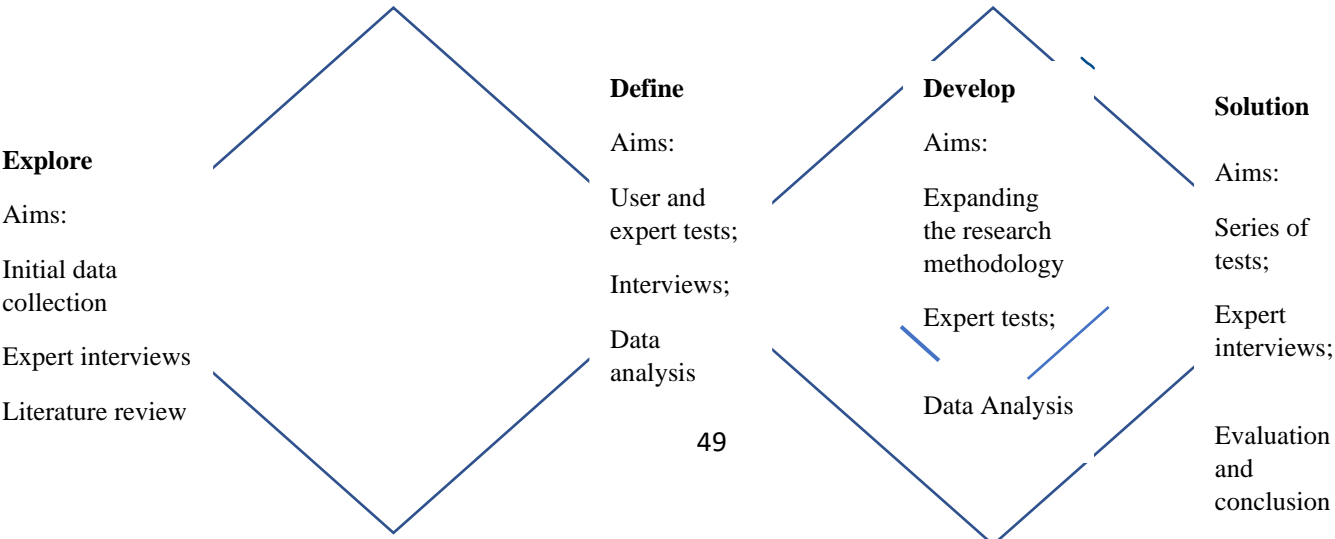 Explore
Aims:
Initial data
collection
Expert interviews
Literature review
Define
Aims:
User and
expert tests;
Interviews;
Data
analysis
Develop
Aims:
Expanding
the research
methodology
Expert tests;
Data Analysis
Solution
Aims:
Series of
tests;
Expert
interviews;
Evaluation
and
conclusion
49